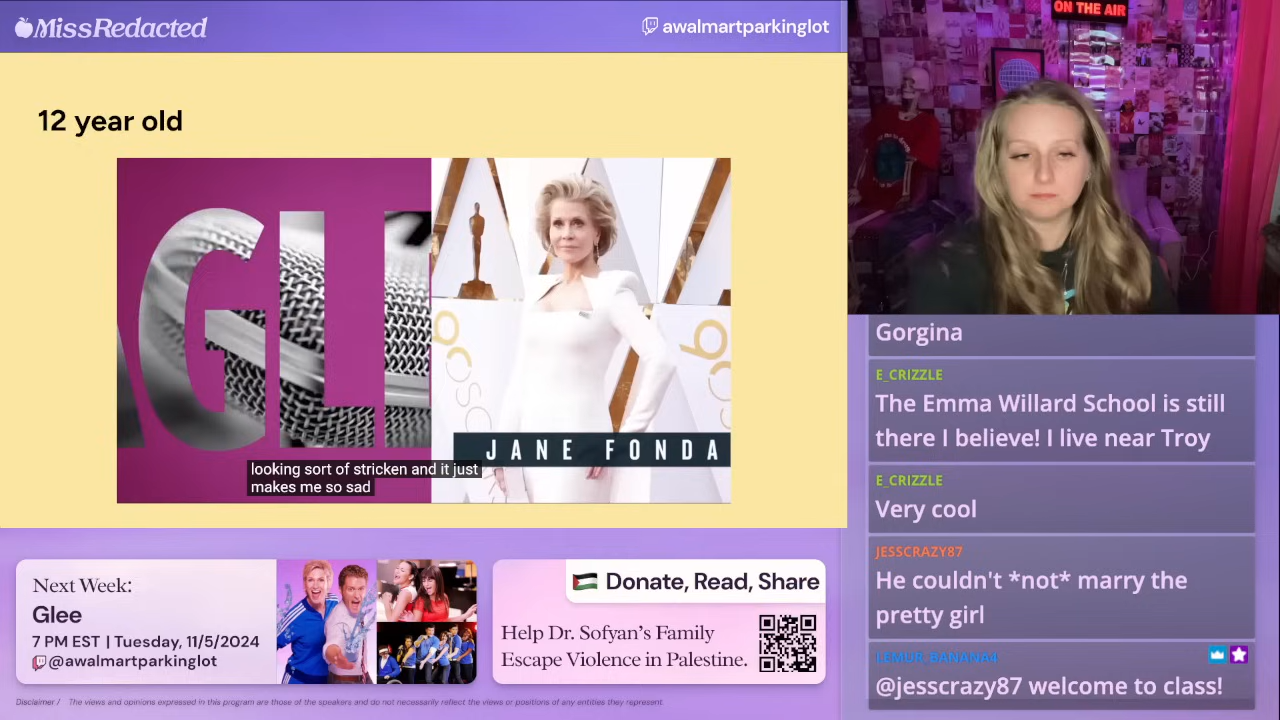 MissRedacted
awalmartparkinglot
ON THE AIR
12 year old
AGLE
JANE FONDA
looking sort of stricken and it just
makes me so sad
Gorgina
E_CRIZZLE
The Emma Willard School is still
there I believe! I live near Troy
E_CRIZZLE
Very cool
JESSCRAZY87
He couldn't *not* marry the
pretty girl
LEMUR_BANANA4
@jesscrazy87 welcome to class!
Next Week:
Glee
7 PM EST | Tuesday, 11/5/2024
@awalmartparkinglot
Donate, Read, Share
Help Dr. Sofyan's Family
Escape Violence in Palestine.
Disclaimer / The views and opinions expressed in this program are those of the speakers and do not necessarily reflect the views or positions of any entities they represent.